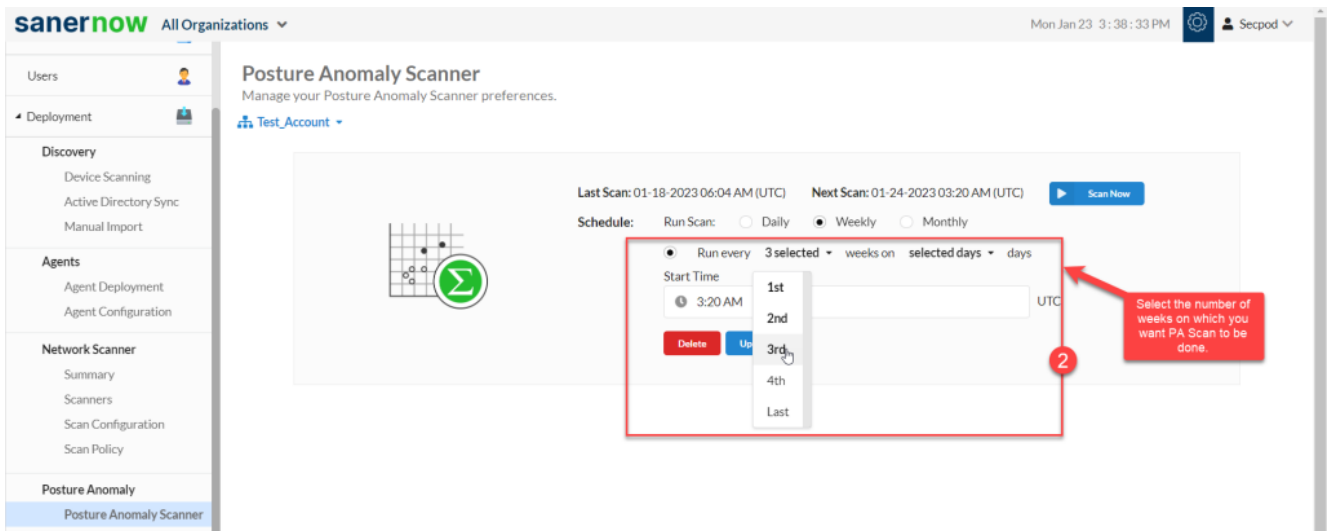 sanernow All Organizations
Mon Jan 23 3:38:33 PM
Secpod
Users
Deployment
Discovery
Device Scanning
Active Directory Sync
Manual Import
Agents
Agent Deployment
Agent Configuration
Network Scanner
Summary
Scanners
Scan Configuration
Scan Policy
Posture Anomaly
Posture Anomaly Scanner
Posture Anomaly Scanner
Manage your Posture Anomaly Scanner preferences.
Test_Account
Last Scan: 01-18-2023 06:04 AM (UTC) Next Scan: 01-24-2023 03:20 AM (UTC) Scan Now
Schedule: Run Scan: Daily Weekly Monthly
Run every 3 selected weeks on selected days days
Start Time
3:20 AM UTC
Delete Up
1st
2nd
3rd
4th
Last
Select the number of
weeks on which you
want PA Scan to be
done.
2